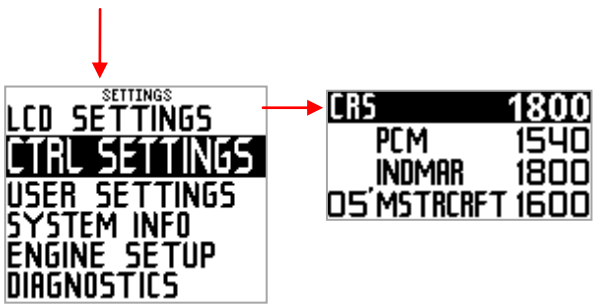 SETTINGS
LCD SETTINGS
CTRL SETTINGS
USER SETTINGS
SYSTEM INFO
ENGINE SETUP
DIAGNOSTICS
CRS 1800
PCM 1540
INDMAR 1800
05'MSTRCRFT 1600